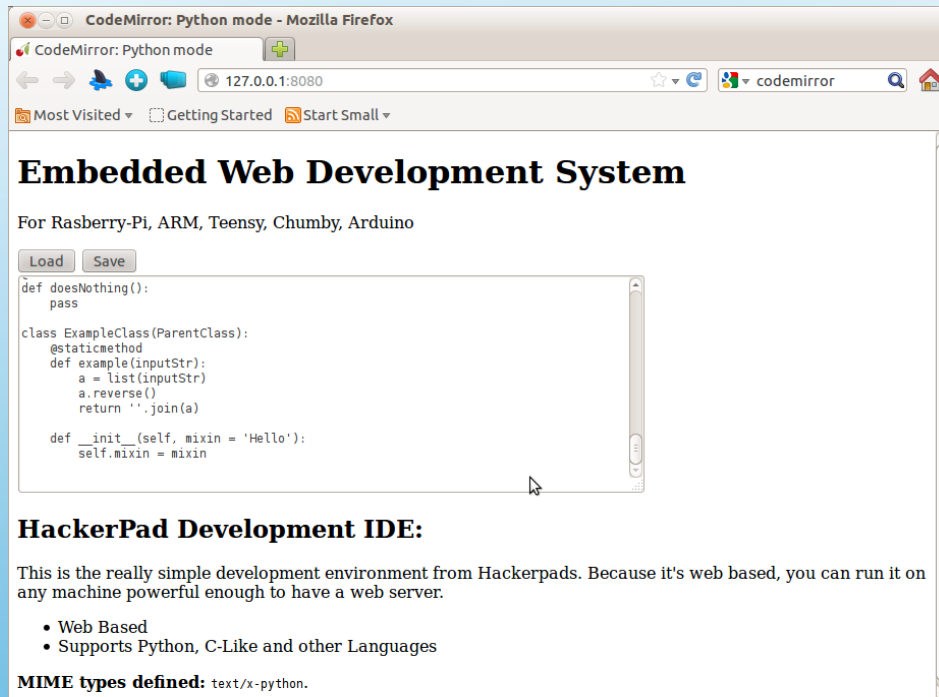 CodeMirror: Python mode - Mozilla Firefox
CodeMirror: Python mode
127.0.0.1:8080
codemirror
Most Visited Getting Started Start Small
Embedded Web Development System
For Rasberry-Pi, ARM, Teensy, Chumby, Arduino
Load Save
def doesNothing():
    pass
class ExampleClass(ParentClass):
    @staticmethod
    def example(inputStr):
        a = list(inputStr)
        a.reverse()
        return ''.join(a)
    def __init__(self, mixin = 'Hello'):
        self.mixin = mixin
HackerPad Development IDE:
This is the really simple development environment from Hackerpads. Because it's web based, you can run it on
any machine powerful enough to have a web server.
• Web Based
• Supports Python, C-Like and other Languages
MIME types defined: text/x-python.